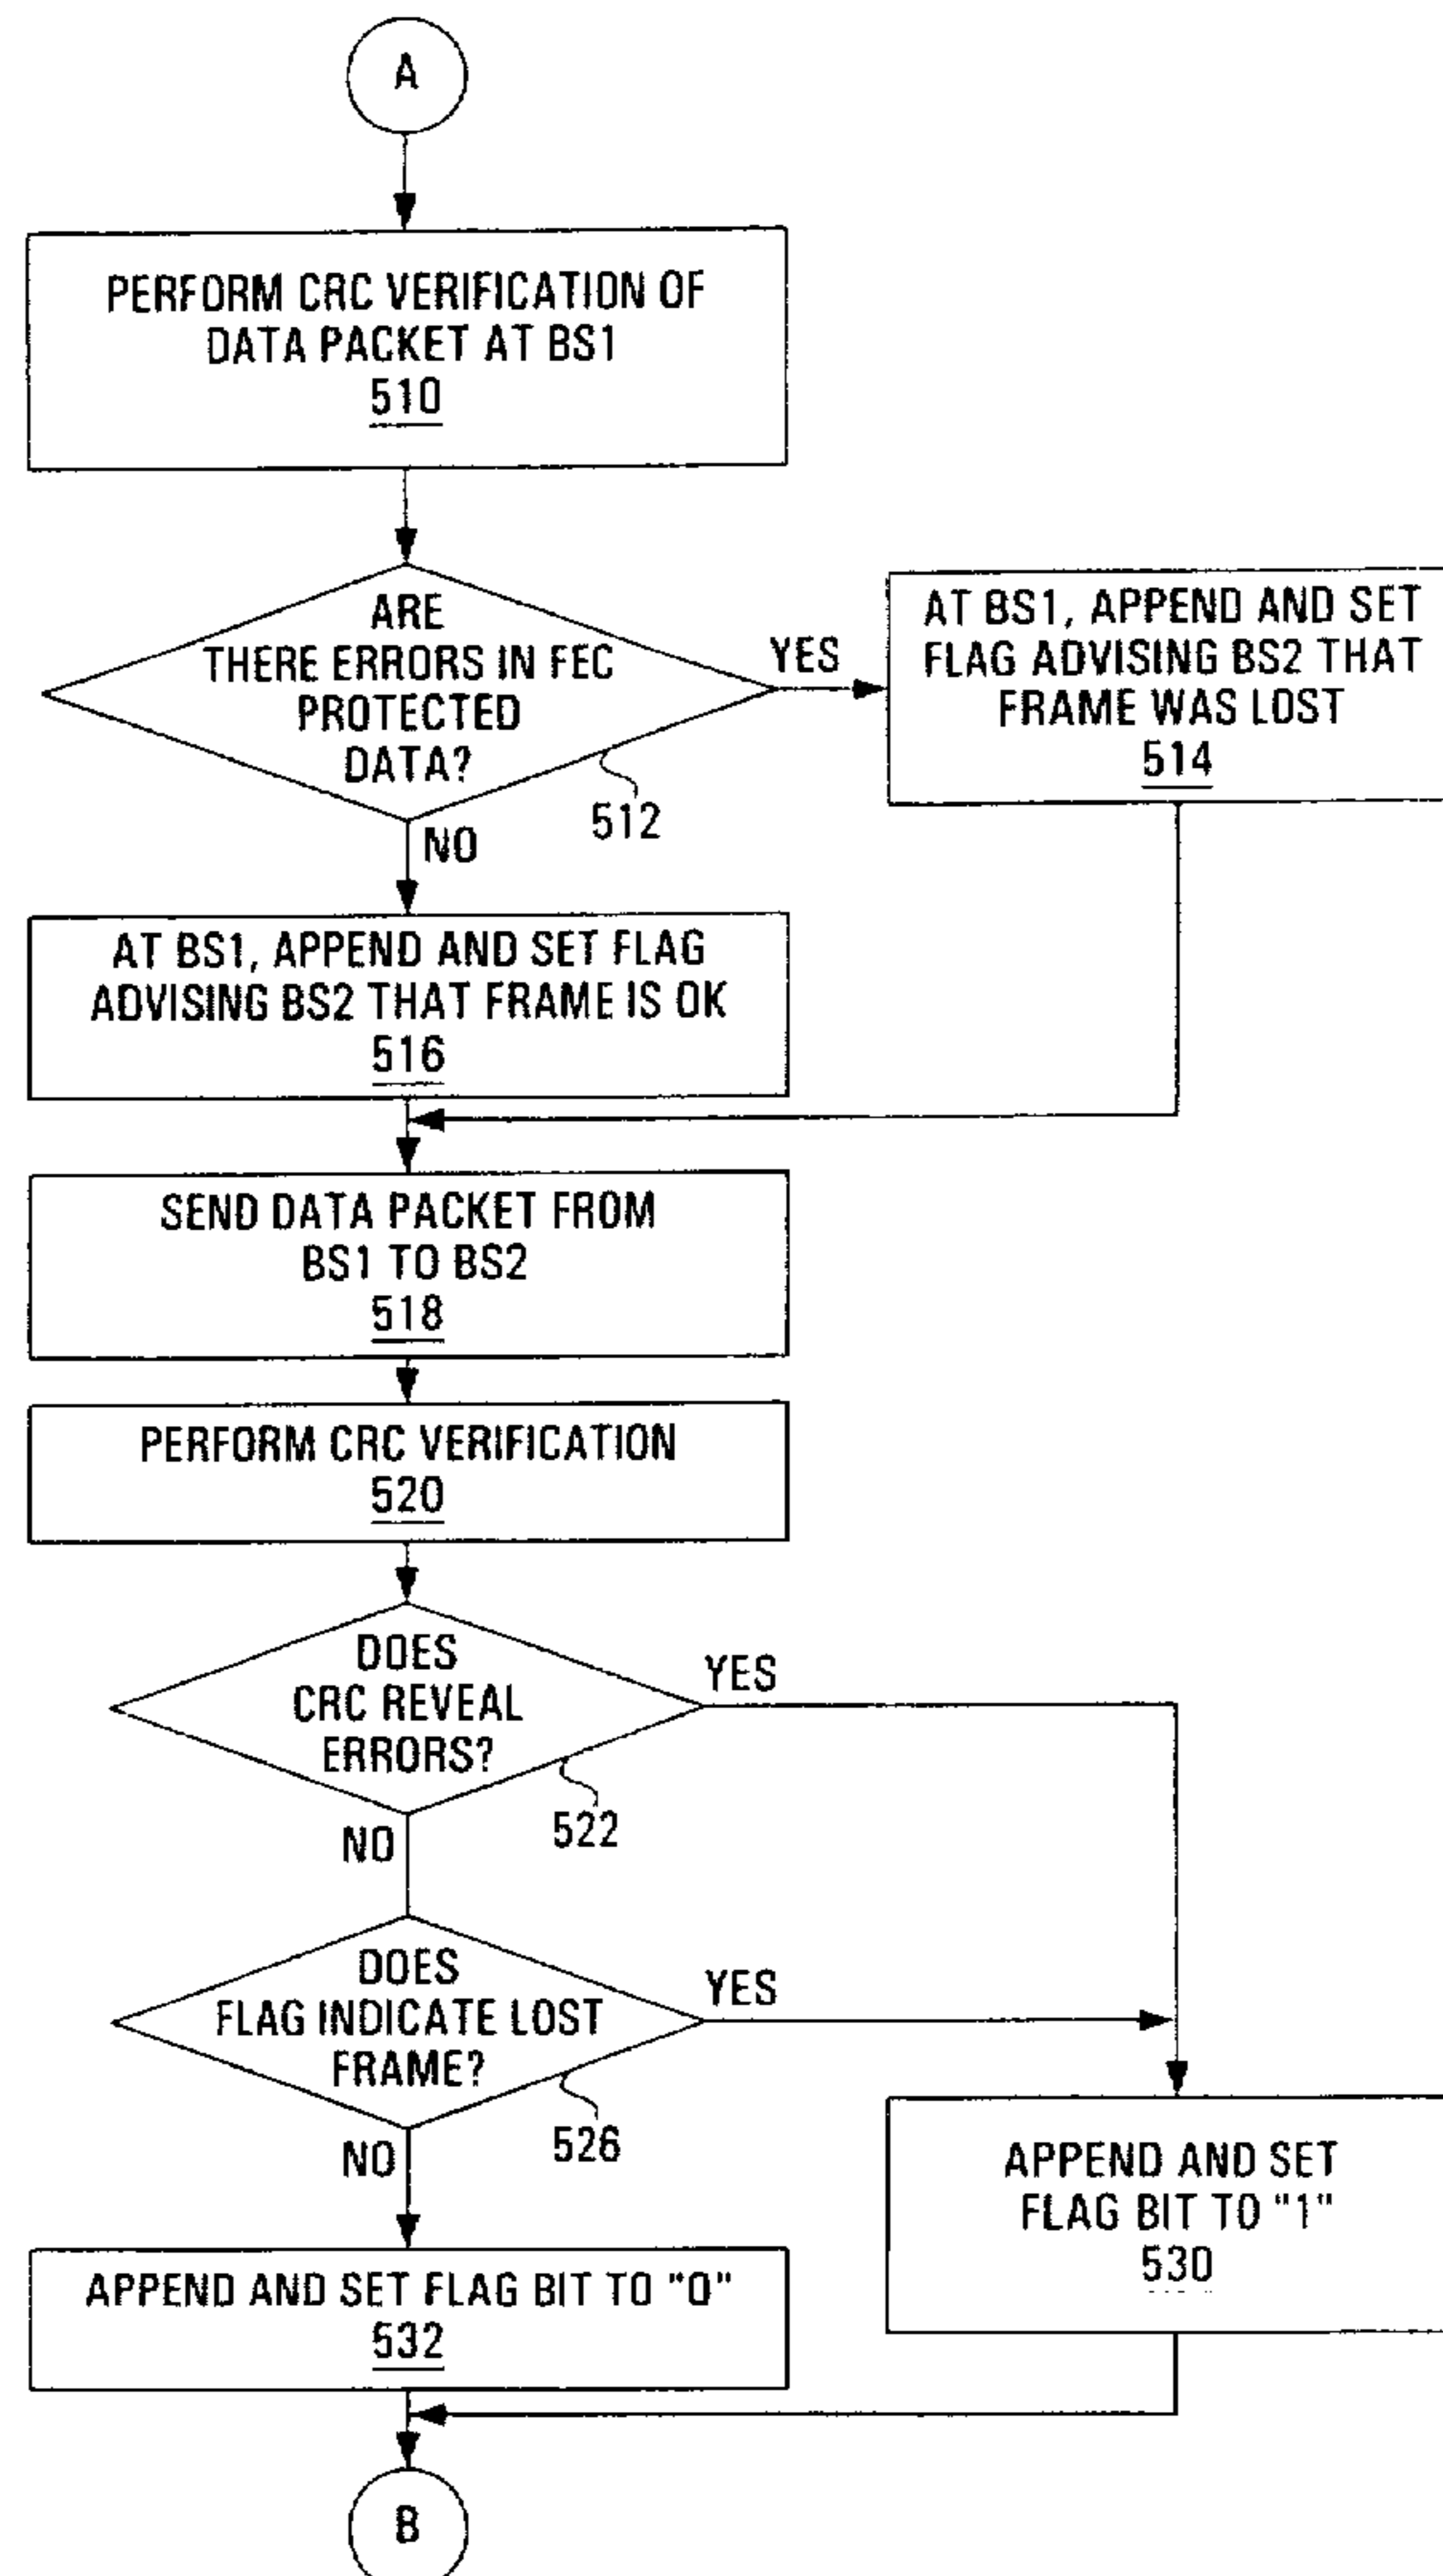 A
PERFORM CRC VERIFICATION OF
DATA PACKET AT BS1
510
ARE
THERE ERRORS IN FEC
PROTECTED
DATA?
512
YES
NO
AT BS1, APPEND AND SET
FLAG ADVISING BS2 THAT
FRAME WAS LOST
514
AT BS1, APPEND AND SET FLAG
ADVISING BS2 THAT FRAME IS OK
516
SEND DATA PACKET FROM
BS1 TO BS2
518
PERFORM CRC VERIFICATION
520
DOES
CRC REVEAL
ERRORS?
522
YES
NO
DOES
FLAG INDICATE LOST
FRAME?
526
YES
NO
APPEND AND SET
FLAG BIT TO "1"
530
APPEND AND SET FLAG BIT TO "0"
532
B